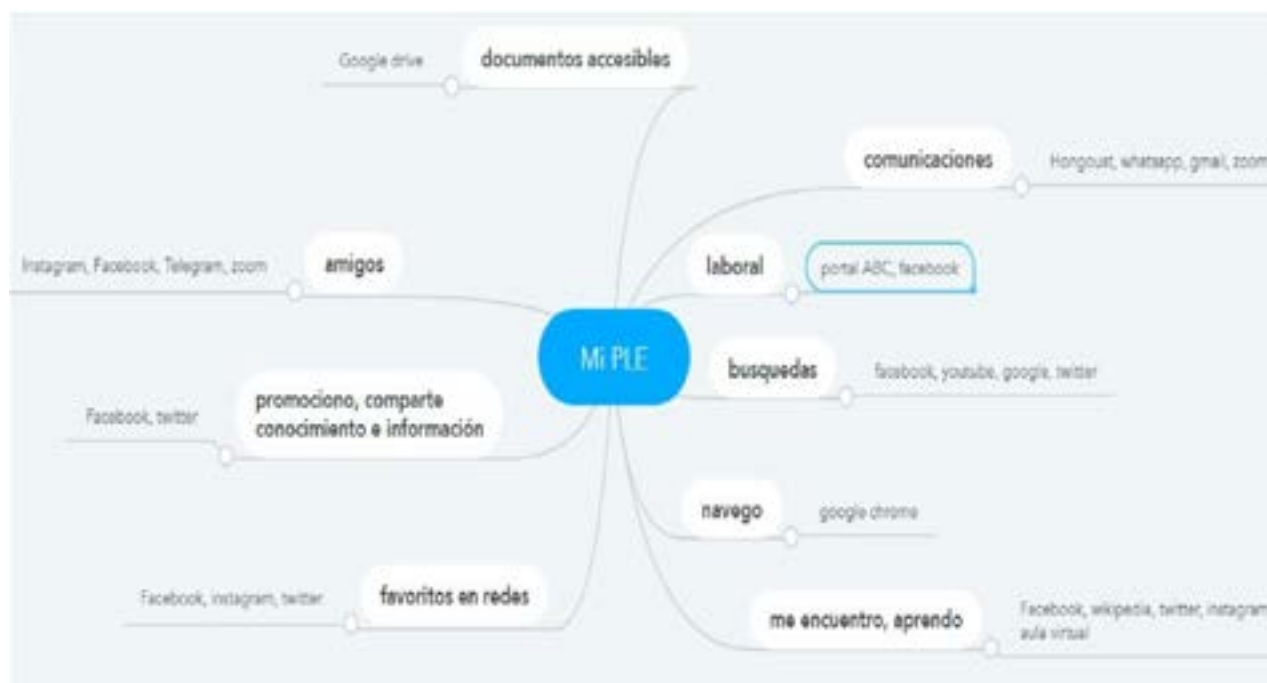 Google drive
documentos accesibles
comunicaciones
Hongoust, whatsapp, gmail, zoom
Instagram, Facebook, Telegram, zoom
amigos
laboral
portal ABC, facebook
Mi PLE
busquedas
facebook, youtube, google, twitter
Facebook, twitter
promociono, comparte
conocimiento e información
navego
google chrome
Facebook, instagram, twitter
favoritos en redes
me encuentro, aprendo
Facebook, wikipedia, twitter, instagram
aula virtual